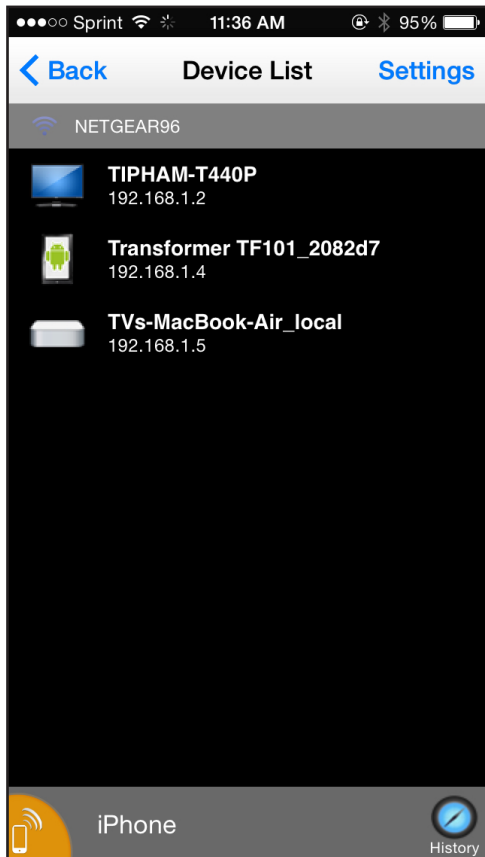 Sprint 11:36 AM 95%
Back Device List Settings
NETGEAR96
TIPHAM-T440P
192.168.1.2
Transformer TF101_2082d7
192.168.1.4
TVs-MacBook-Air_local
192.168.1.5
iPhone
History